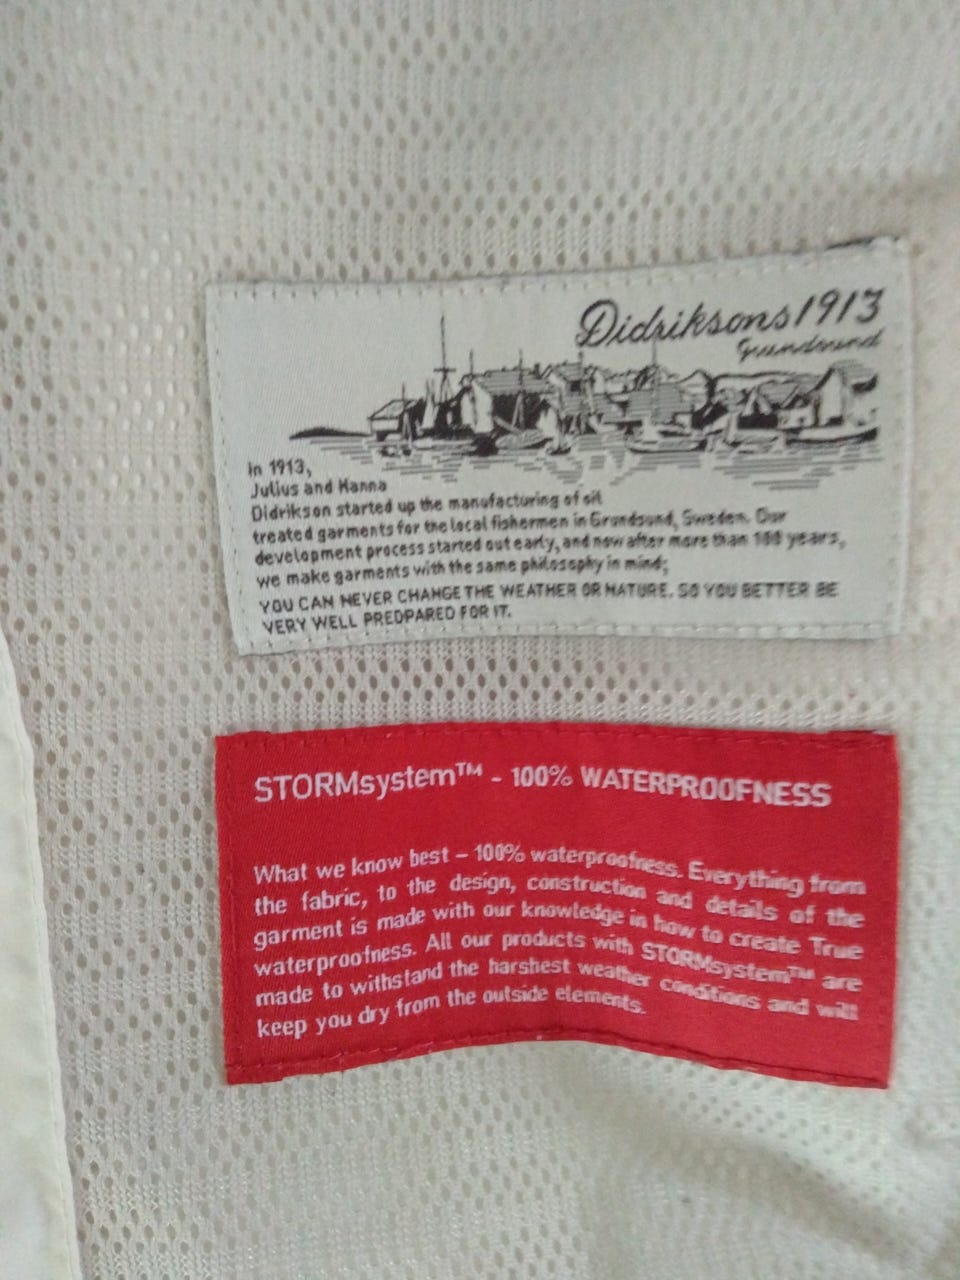 Didriksons1913
Grundsund
In 1913,
Julius and Hanna
Didrikson started up the manufacturing of oil
treated garments for the local fishermen in Grundsund, Sweden. Our
development process started out early, and now after more than 100 years,
we make garments with the same philosophy in mind;
YOU CAN NEVER CHANGE THE WEATHER OR NATURE. SO YOU BETTER BE
VERY WELL PREDPARED FOR IT.
STORMsystem™ - 100% WATERPROOFNESS
What we know best – 100% waterproofness. Everything from
the fabric, to the design, construction and details of the
garment is made with our knowledge in how to create True
waterproofness. All our products with STORMsystem™ are
made to withstand the harshest weather conditions and will
keep you dry from the outside elements.